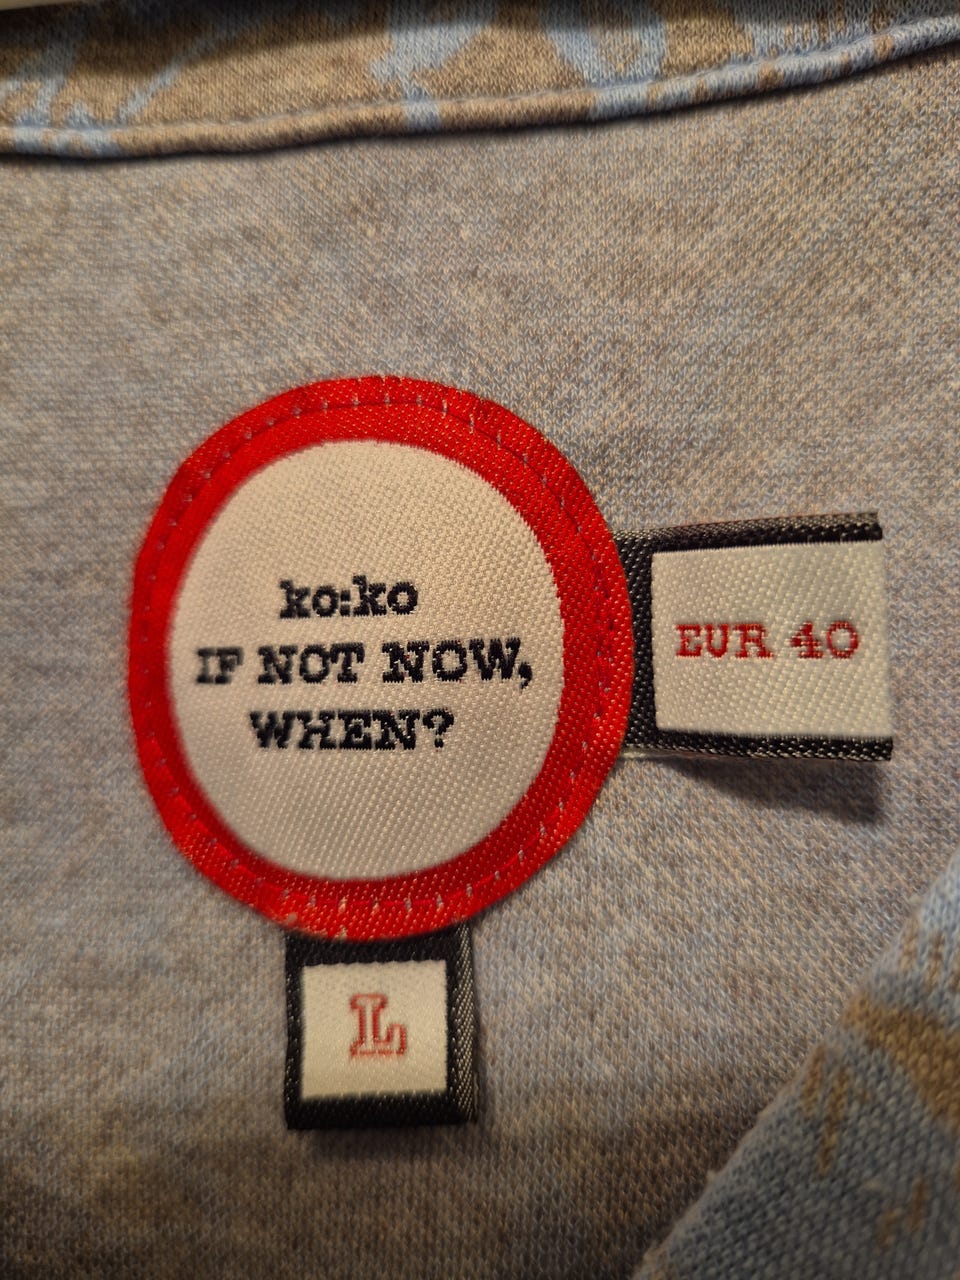 ko:ko
IF NOT NOW,
WHEN?
EUR 40
L